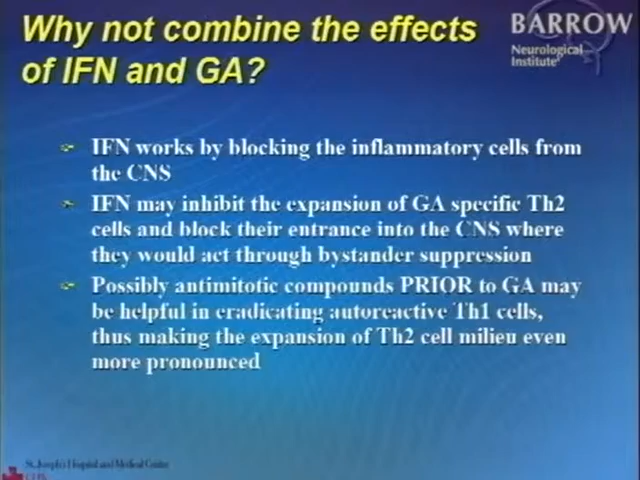 Why not combine the effects
of IFN and GA?
BARROW
Neurological
Institute
IFN works by blocking the inflammatory cells from
the CNS
IFN may inhibit the expansion of GA specific Th2
cells and block their entrance into the CNS where
they would act through bystander suppression
Possibly antimitotic compounds PRIOR to GA may
be helpful in eradicating autoreactive Th1 cells,
thus making the expansion of Th2 cell milieu even
more pronounced
St. Joseph's Hospital and Medical Center